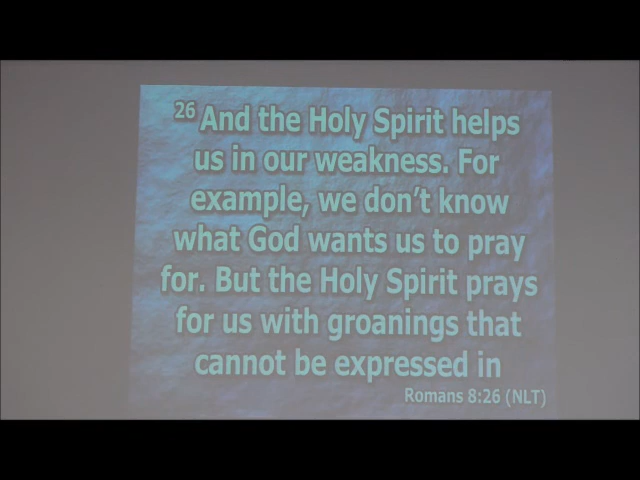 26 And the Holy Spirit helps
us in our weakness. For
example, we don't know
what God wants us to pray
for. But the Holy Spirit prays
for us with groanings that
cannot be expressed in
Romans 8:26 (NLT)